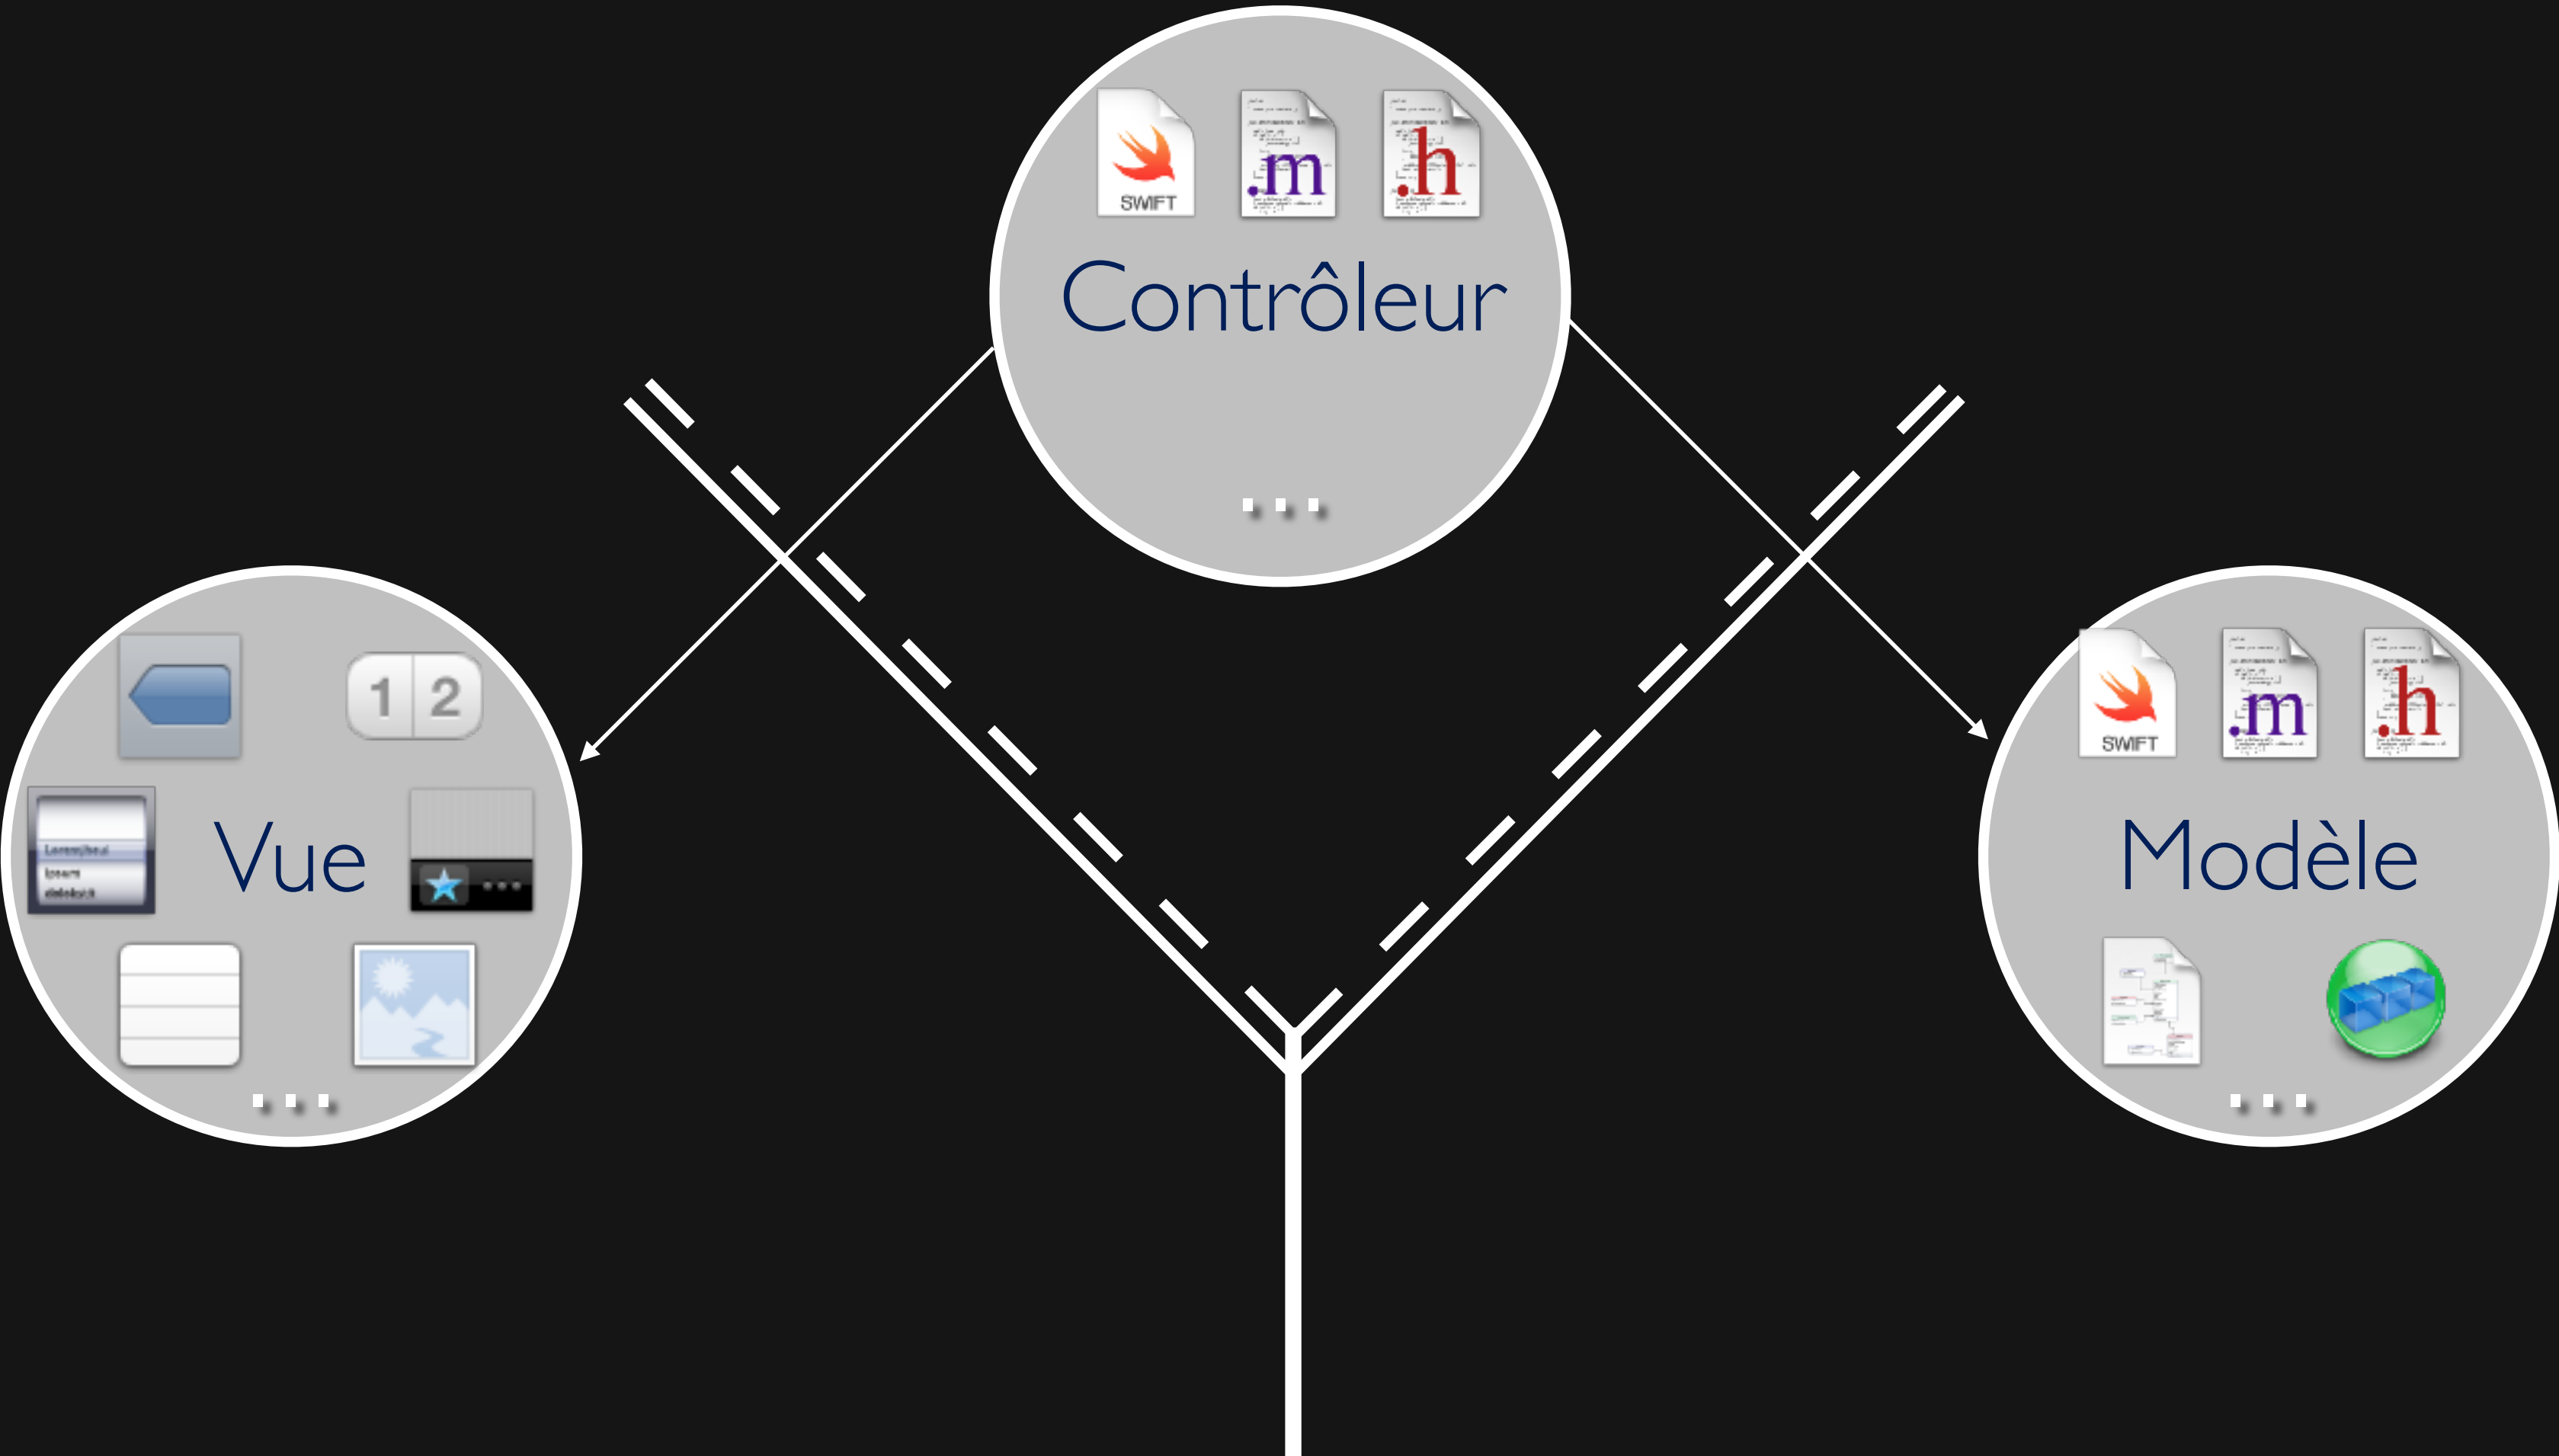 SWIFT .m .h
Contrôleur
...
1 2
Vue
...
SWIFT .m .h
Modèle
...